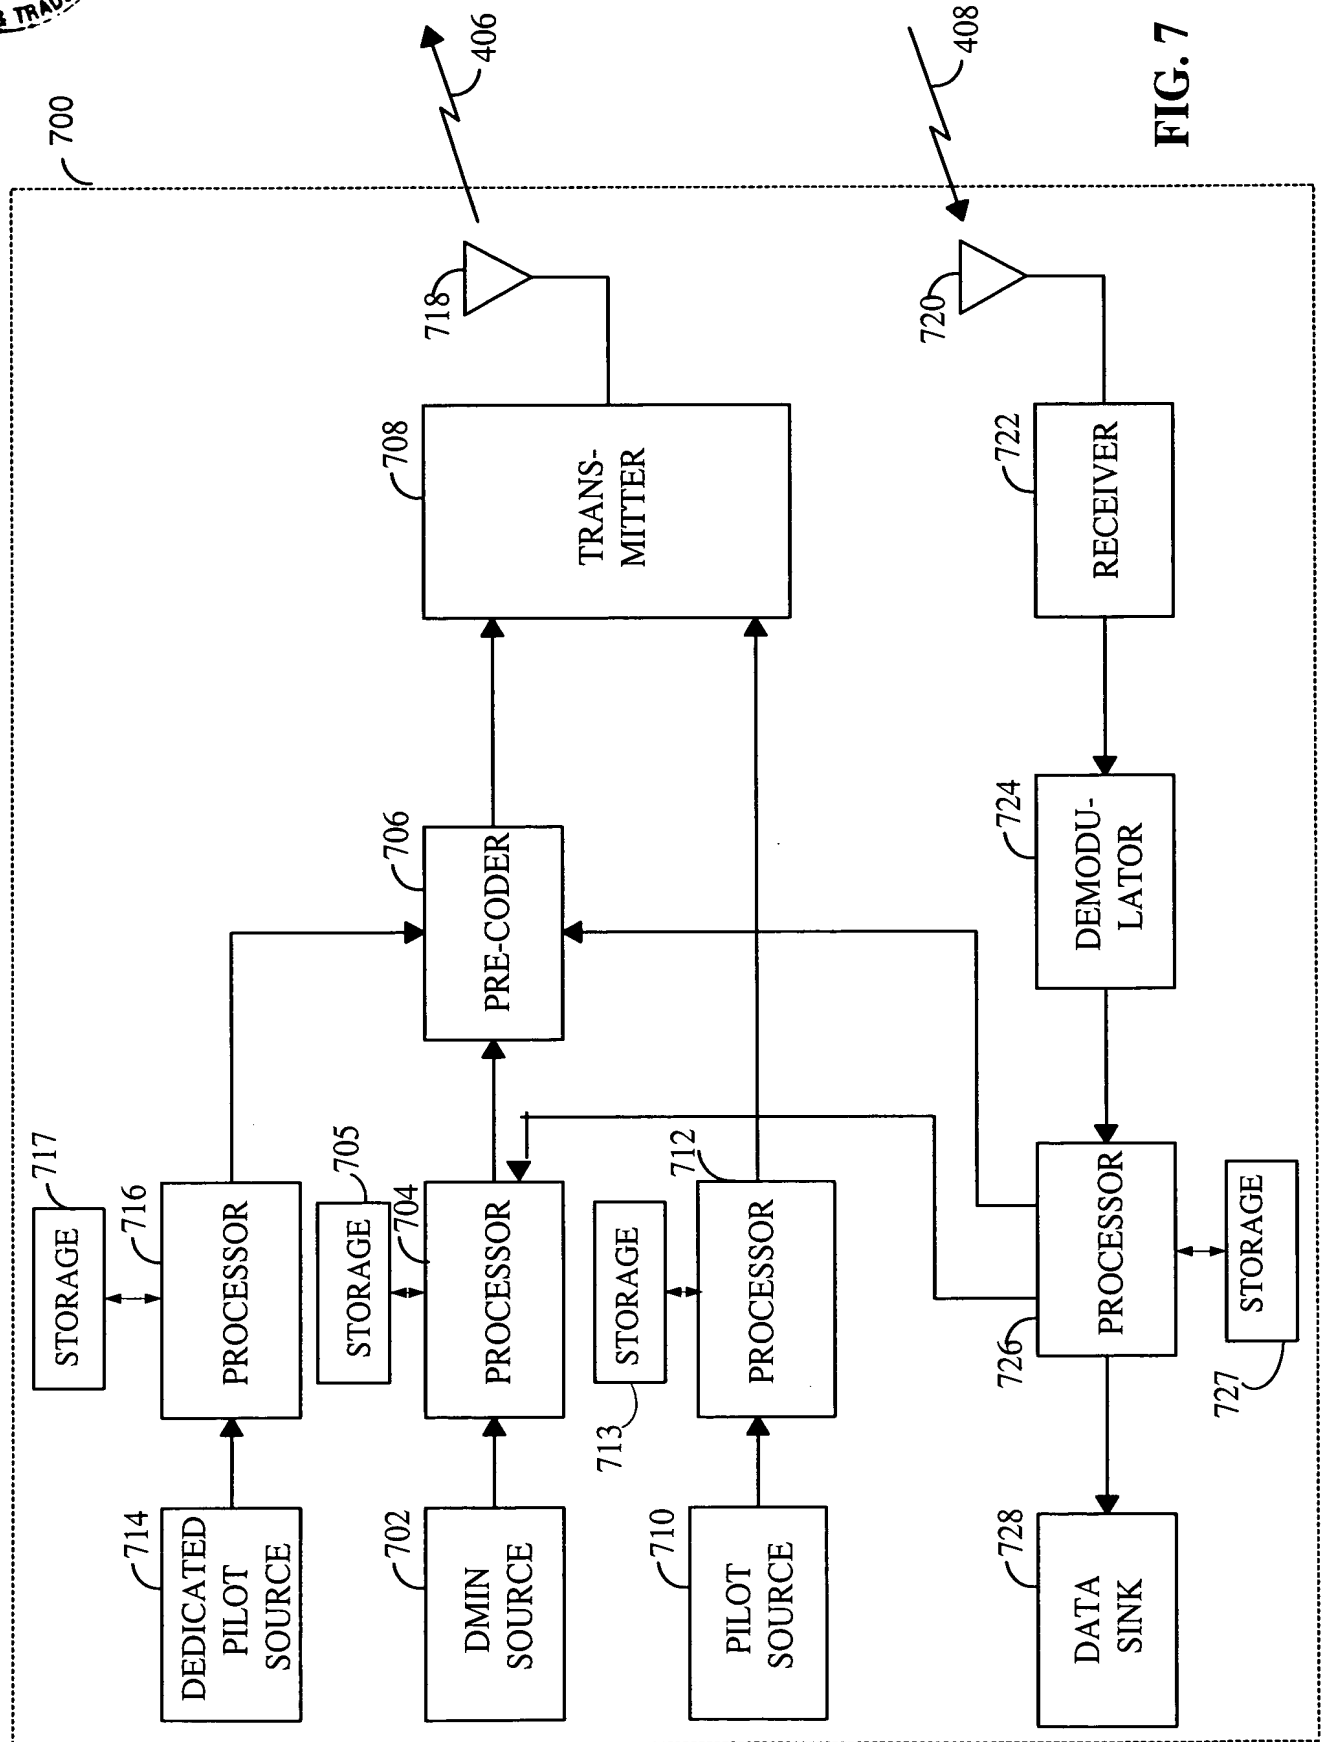 & TRAD
700
406
408
FIG. 7
717
STORAGE
716
PROCESSOR
714
DEDICATED
PILOT
SOURCE
705
STORAGE
704
PROCESSOR
702
DMIN
SOURCE
706
PRE-CODER
708
TRANS-
MITTER
718
713
STORAGE
712
PROCESSOR
710
PILOT
SOURCE
720
722
RECEIVER
724
DEMODU-
LATOR
726
PROCESSOR
727
STORAGE
728
DATA
SINK